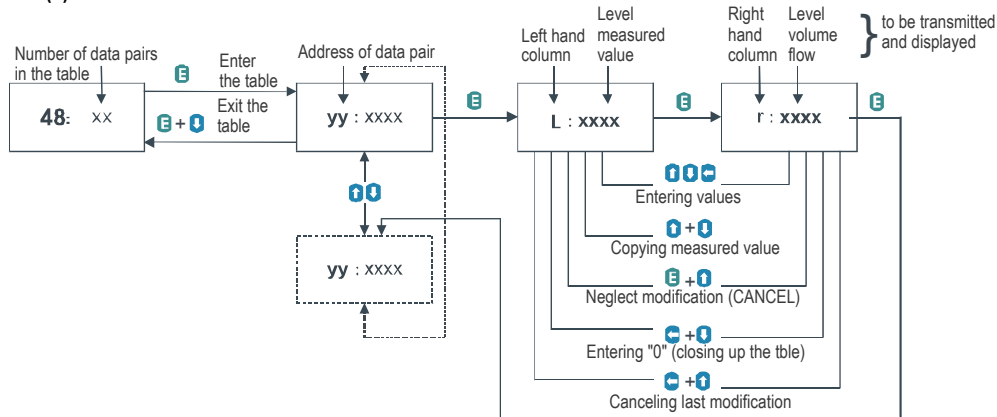 Number of data pairs
in the table
Enter
the table
Exit the
table
E
E + ↓
48: xx
Address of data pair
yy : xxxx
↑ ↓
yy : xxxx
E
Left hand
column
Level
measured
value
L : xxxx
E
Right
hand
column
Level
volume
flow
} to be transmitted
and displayed
r : xxxx
E
↑ ↓ ←
Entering values
↑ + ↓
Copying measured value
E + ↑
Neglect modification (CANCEL)
← + ↓
Entering "0" (closing up the tble)
← + ↑
Canceling last modification